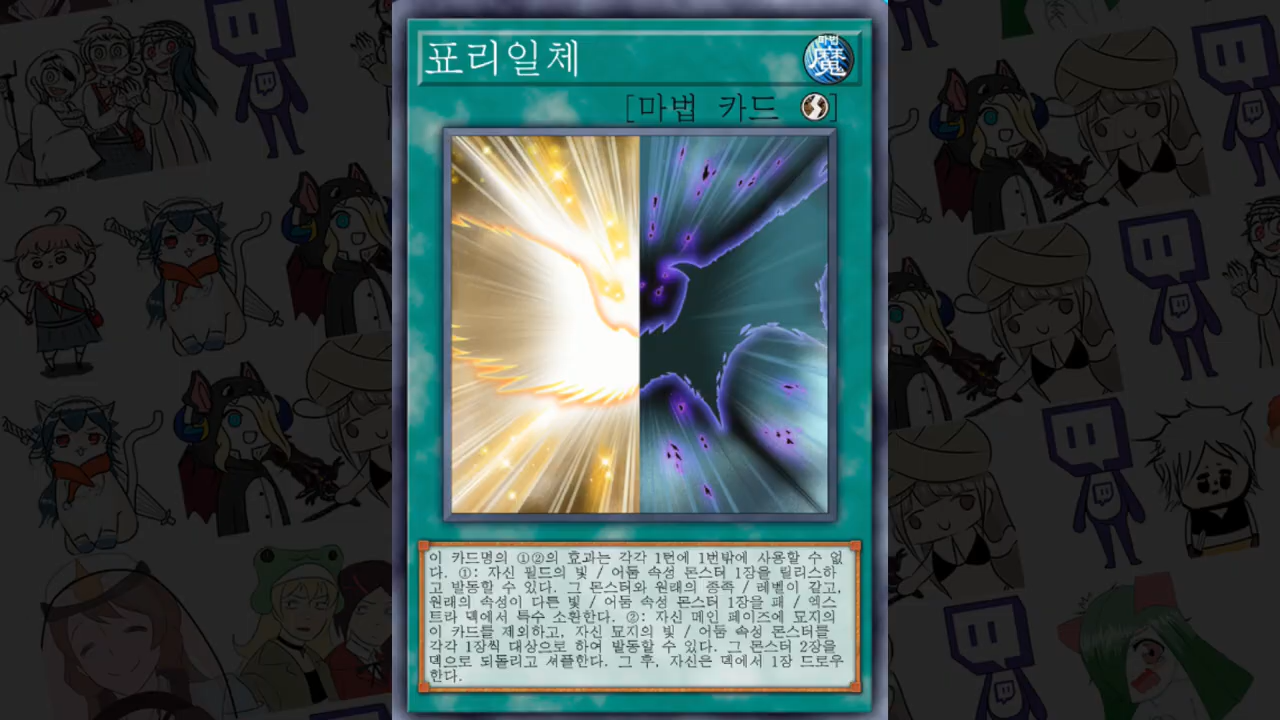 표리일체
마법
魔
[마법 카드]
이 카드명의 ①②의 효과는 각각 1턴에 1번밖에 사용할 수 없
다. ①: 자신 필드의 빛 / 어둠 속성 몬스터 1장을 릴리스하
고 발동할 수 있다. 그 몬스터와 원래의 종족 / 레벨이 같고,
원래의 속성이 다른 빛 / 어둠 속성 몬스터 1장을 패 / 엑스
트라 덱에서 특수 소환한다. ②: 자신 메인 페이즈에 묘지의
이 카드를 제외하고, 자신 묘지의 빛 / 어둠 속성 몬스터를
각각 1장씩 대상으로 하여 발동할 수 있다. 그 몬스터 2장을
덱으로 되돌리고 셔플한다. 그 후, 자신은 덱에서 1장 드로우
한다.